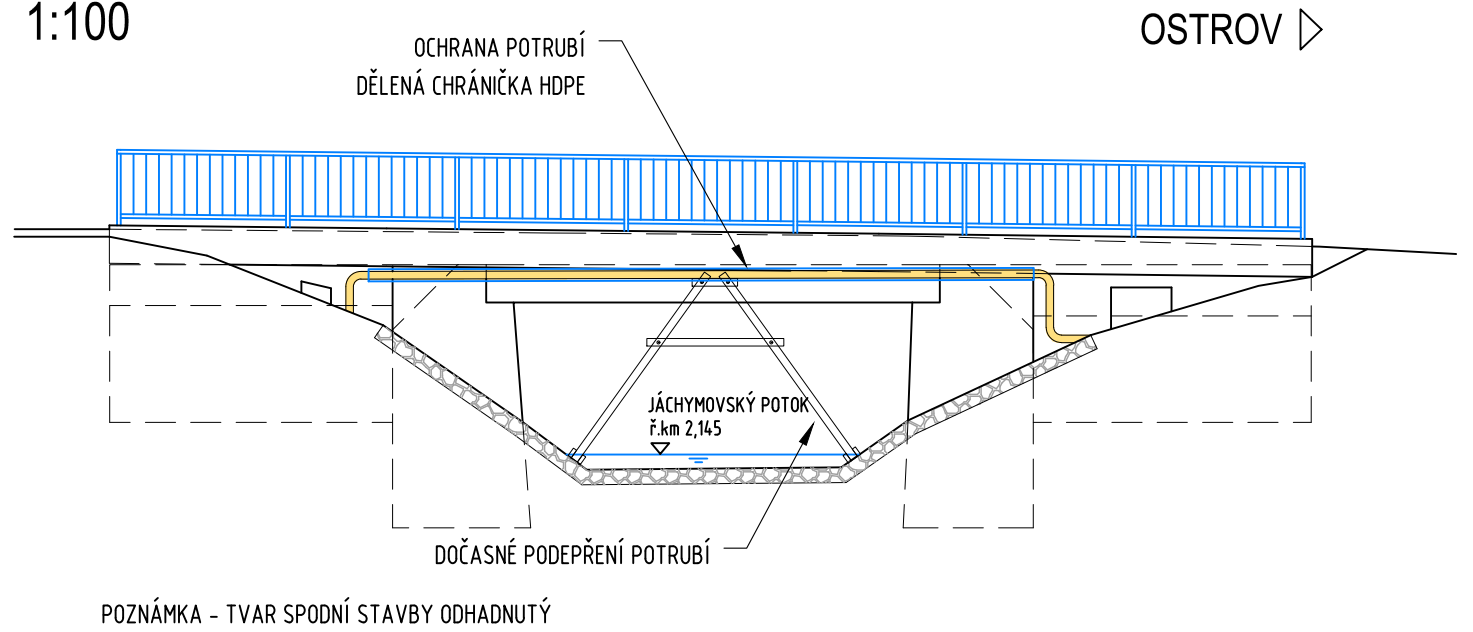 1:100
OSTROV
OCHRANA POTRUBÍ
DĚLENÁ CHRÁNIČKA HDPE
JÁCHYMOVSKÝ POTOK
ř.km 2,145
DOČASNÉ PODEPŘENÍ POTRUBÍ
POZNÁMKA - TVAR SPODNÍ STAVBY ODHADNUTÝ